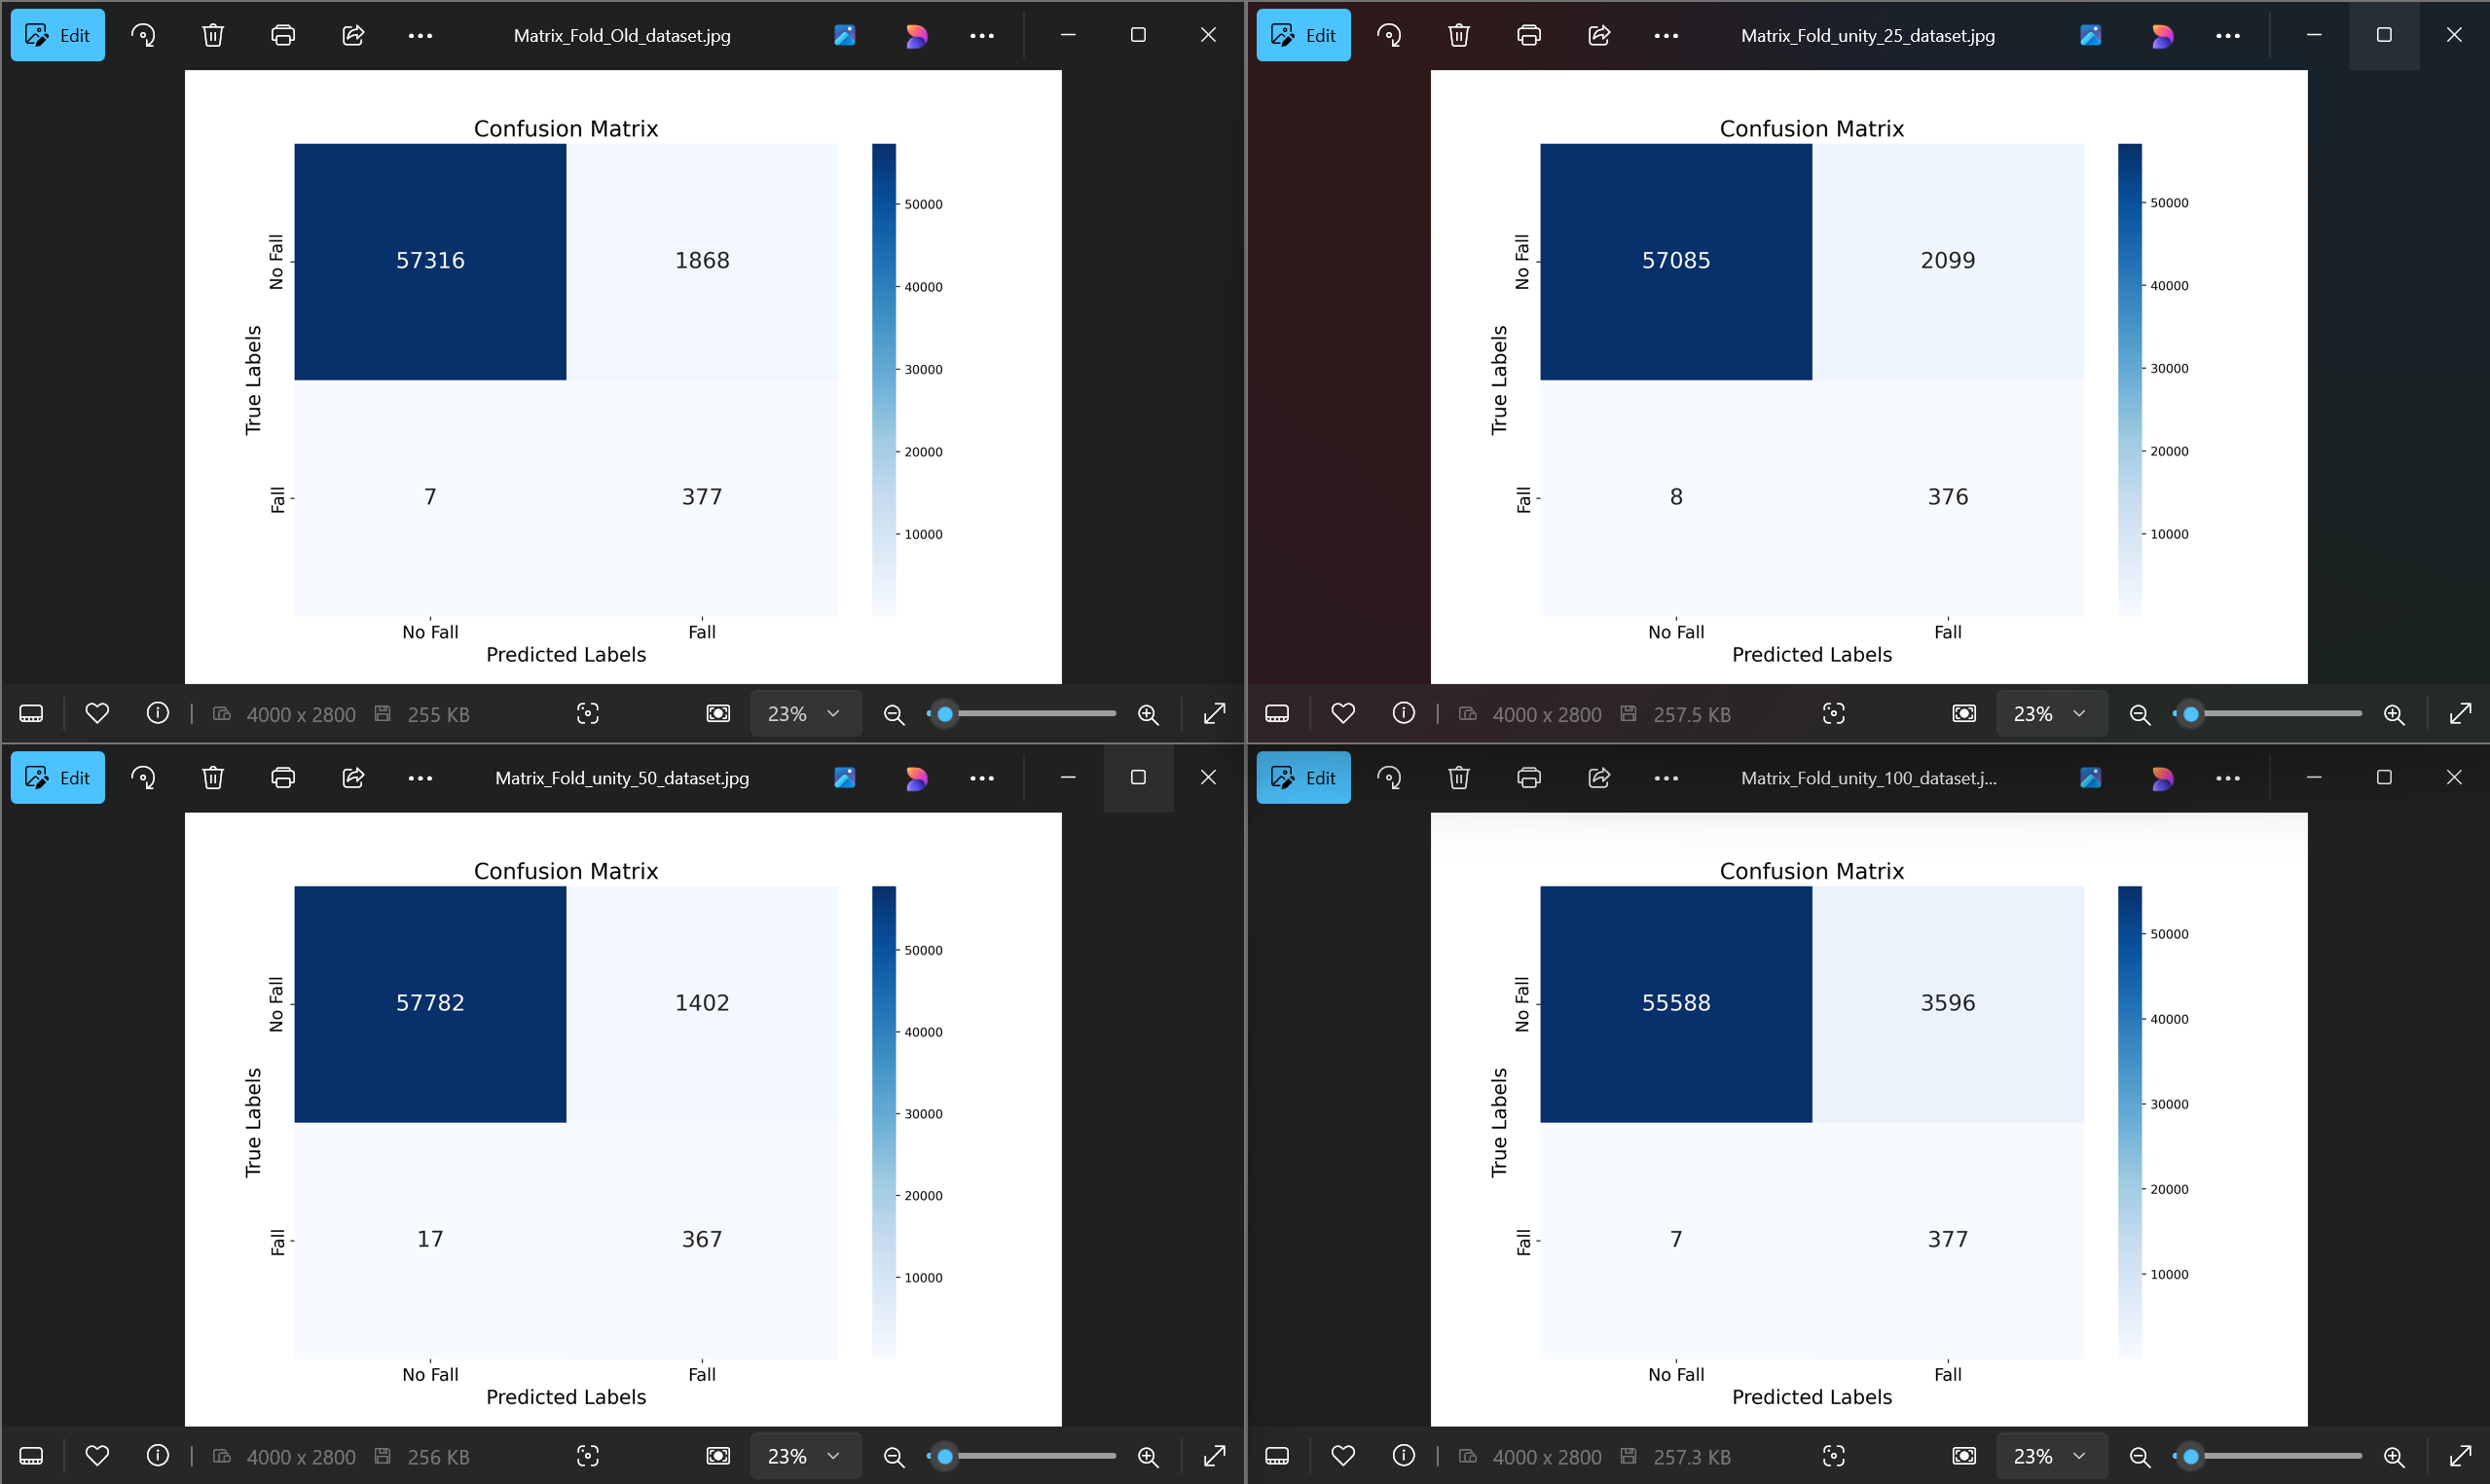 Edit
Matrix_Fold_Old_dataset.jpg
Confusion Matrix
True Labels
No Fall
57316
1868
Fall
7
377
No Fall
Fall
Predicted Labels
50000
40000
30000
20000
10000
4000 x 2800
255 KB
23%
Edit
Matrix_Fold_unity_25_dataset.jpg
Confusion Matrix
True Labels
No Fall
57085
2099
Fall
8
376
No Fall
Fall
Predicted Labels
50000
40000
30000
20000
10000
4000 x 2800
257.5 KB
23%
Edit
Matrix_Fold_unity_50_dataset.jpg
Confusion Matrix
True Labels
No Fall
57782
1402
Fall
17
367
No Fall
Fall
Predicted Labels
50000
40000
30000
20000
10000
4000 x 2800
256 KB
23%
Edit
Matrix_Fold_unity_100_dataset.j...
Confusion Matrix
True Labels
No Fall
55588
3596
Fall
7
377
No Fall
Fall
Predicted Labels
50000
40000
30000
20000
10000
4000 x 2800
257.3 KB
23%